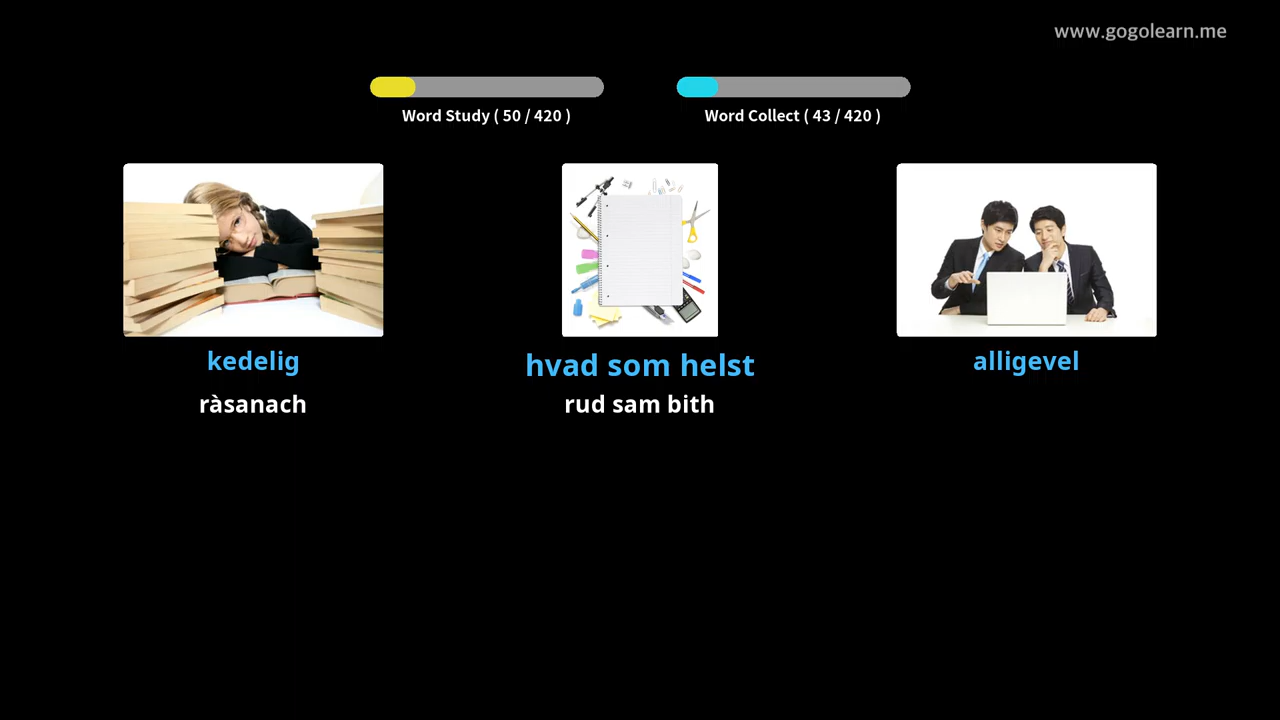 www.gogolearn.me
Word Study ( 50 / 420 )
Word Collect ( 43 / 420 )
kedelig
hvad som helst
alligevel
ràsanach
rud sam bith